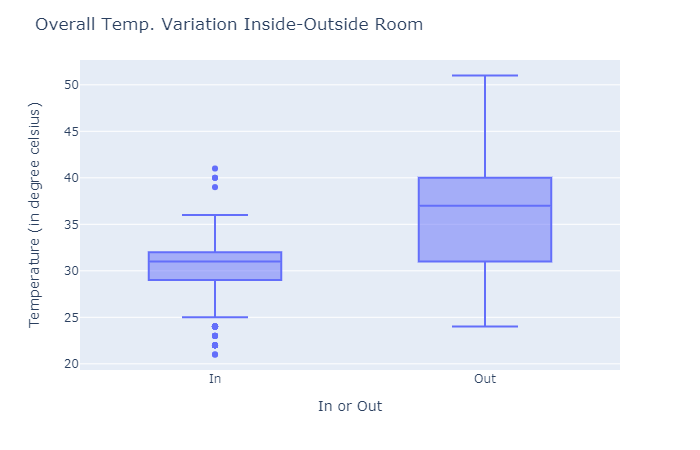 Overall Temp. Variation Inside-Outside Room
Temperature (in degree celsius)
50
45
40
35
30
25
20
In
Out
In or Out